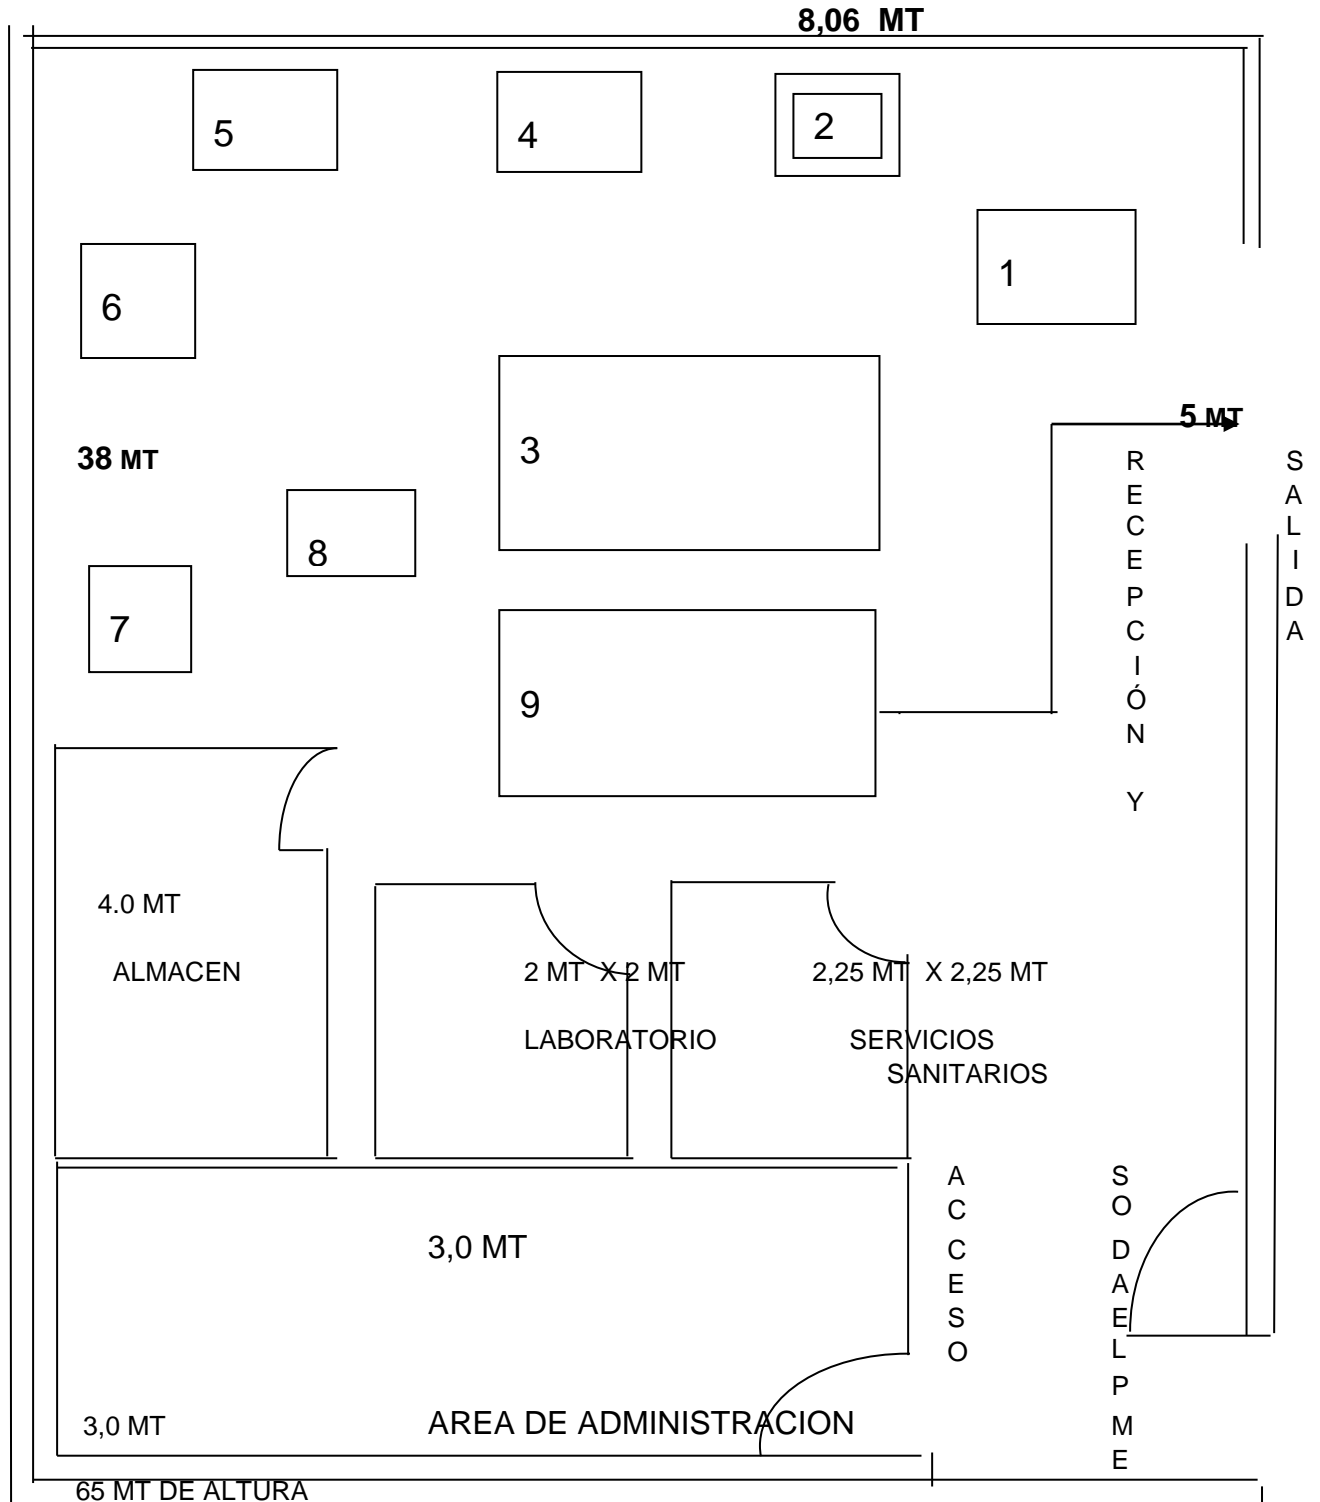 8,06 MT
5
4
2
1
6
3
5 MT
38 MT
8
7
9
RECEPCIÓN Y
SALIDA
4.0 MT
ALMACEN
2 MT X 2 MT
LABORATORIO
2,25 MT X 2,25 MT
SERVICIOS
SANITARIOS
ACCESO
SODAELPME
3,0 MT
3,0 MT
AREA DE ADMINISTRACION
65 MT DE ALTURA